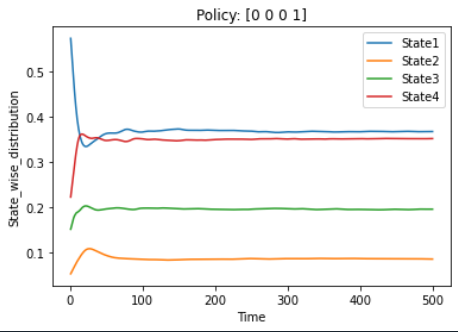 Policy: [0 0 0 1]
State1
State2
State3
State4
State_wise_distribution
0.5
0.4
0.3
0.2
0.1
0 100 200 300 400 500
Time